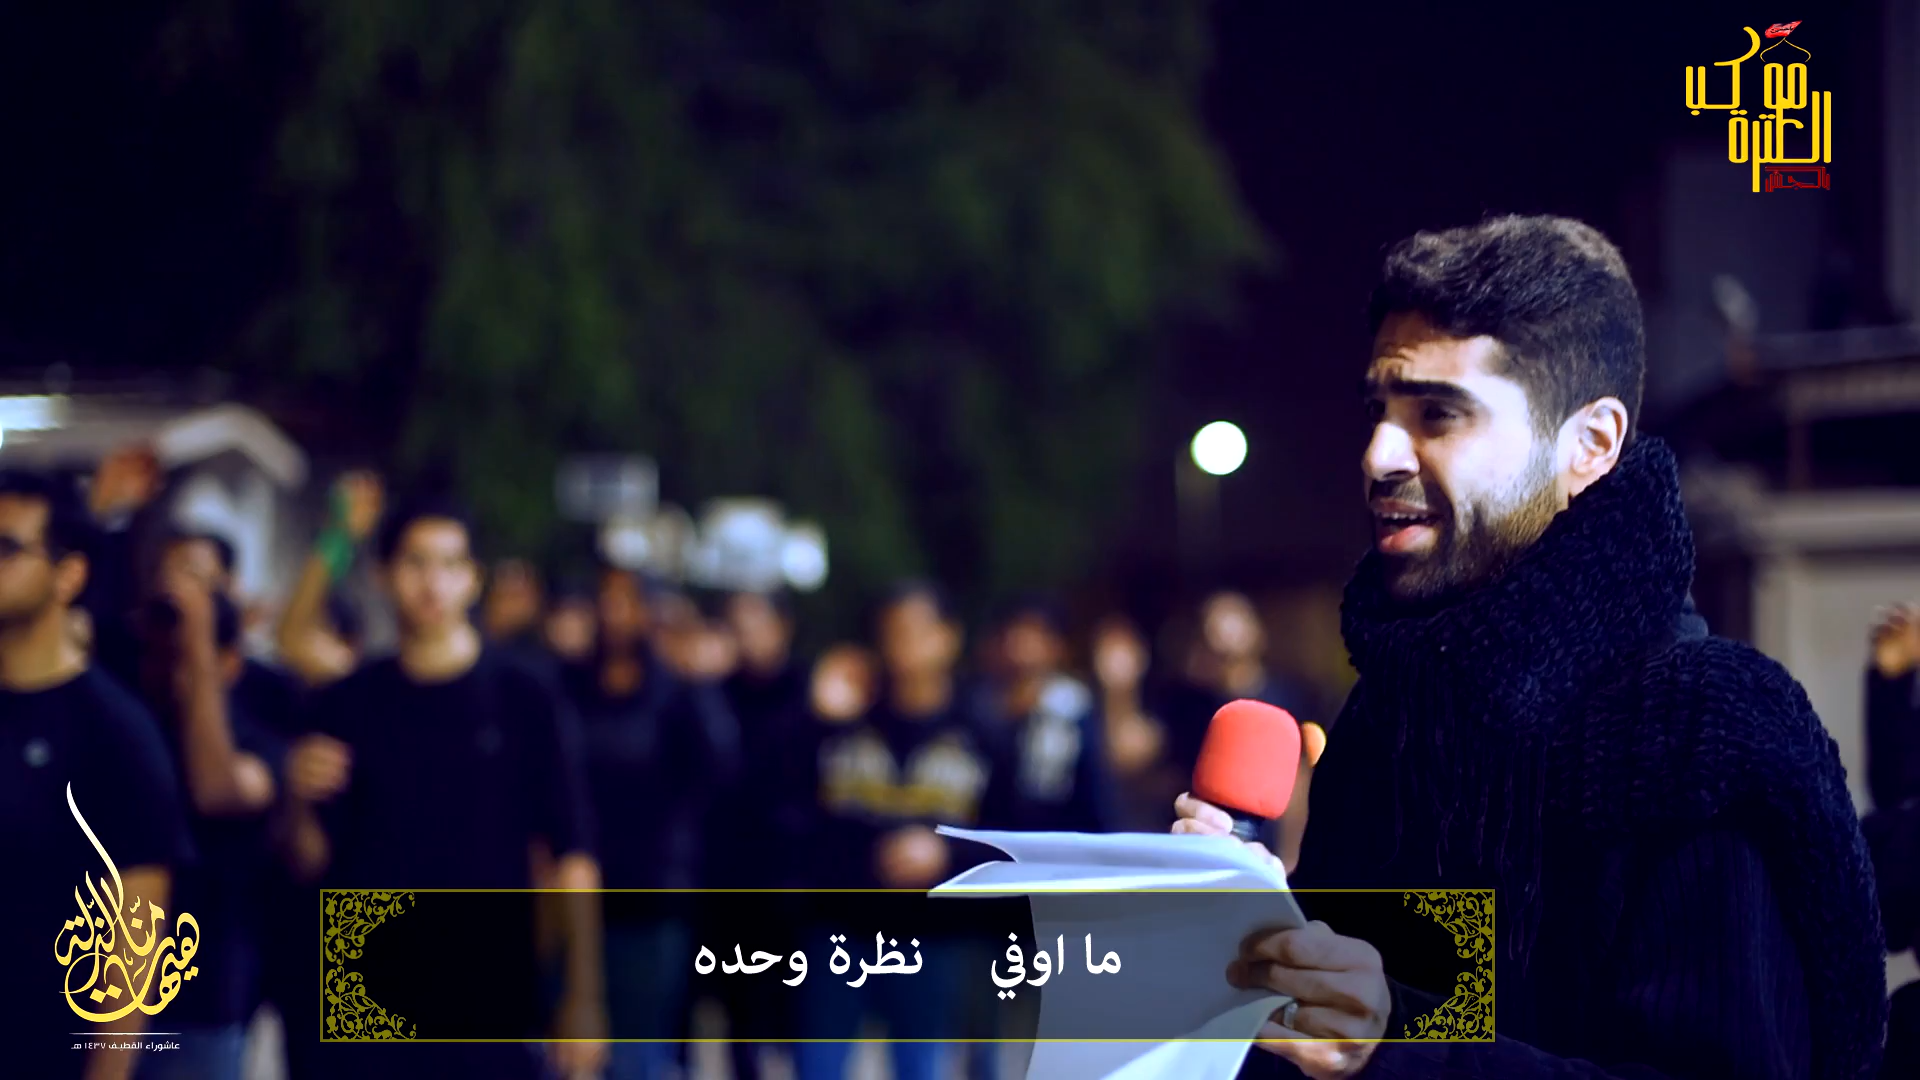 موكب
العترة
ما اوفي نظرة وحده
هيهات منا الذلة
عاشوراء القطيف ١٤٣٧ هـ